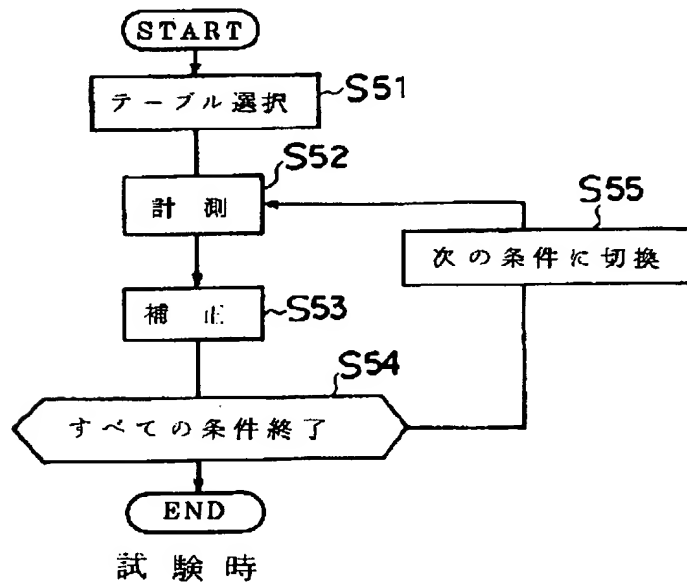 START
テーブル選択
S51
S52
計測
S55
次の条件に切換
補正
S53
S54
すべての条件終了
END
試験時